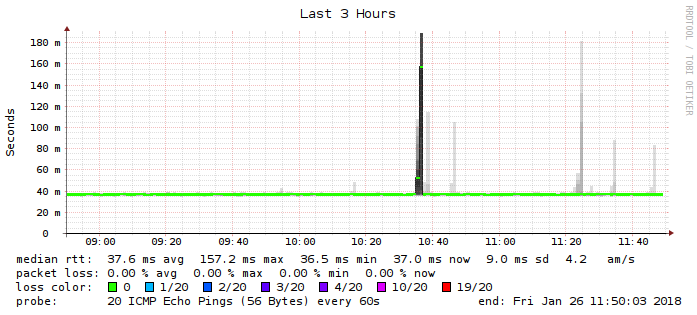 Last 3 Hours
RRDTOOL / TOBI OETIKER
Seconds
180 m
160 m
140 m
120 m
100 m
80 m
60 m
40 m
20 m
0
09:00 09:20 09:40 10:00 10:20 10:40 11:00 11:20 11:40
median rtt: 37.6 ms avg 157.2 ms max 36.5 ms min 37.0 ms now 9.0 ms sd 4.2 am/s
packet loss: 0.00 % avg 0.00 % max 0.00 % min 0.00 % now
loss color: 0 1/20 2/20 3/20 4/20 10/20 19/20
probe: 20 ICMP Echo Pings (56 Bytes) every 60s end: Fri Jan 26 11:50:03 2018